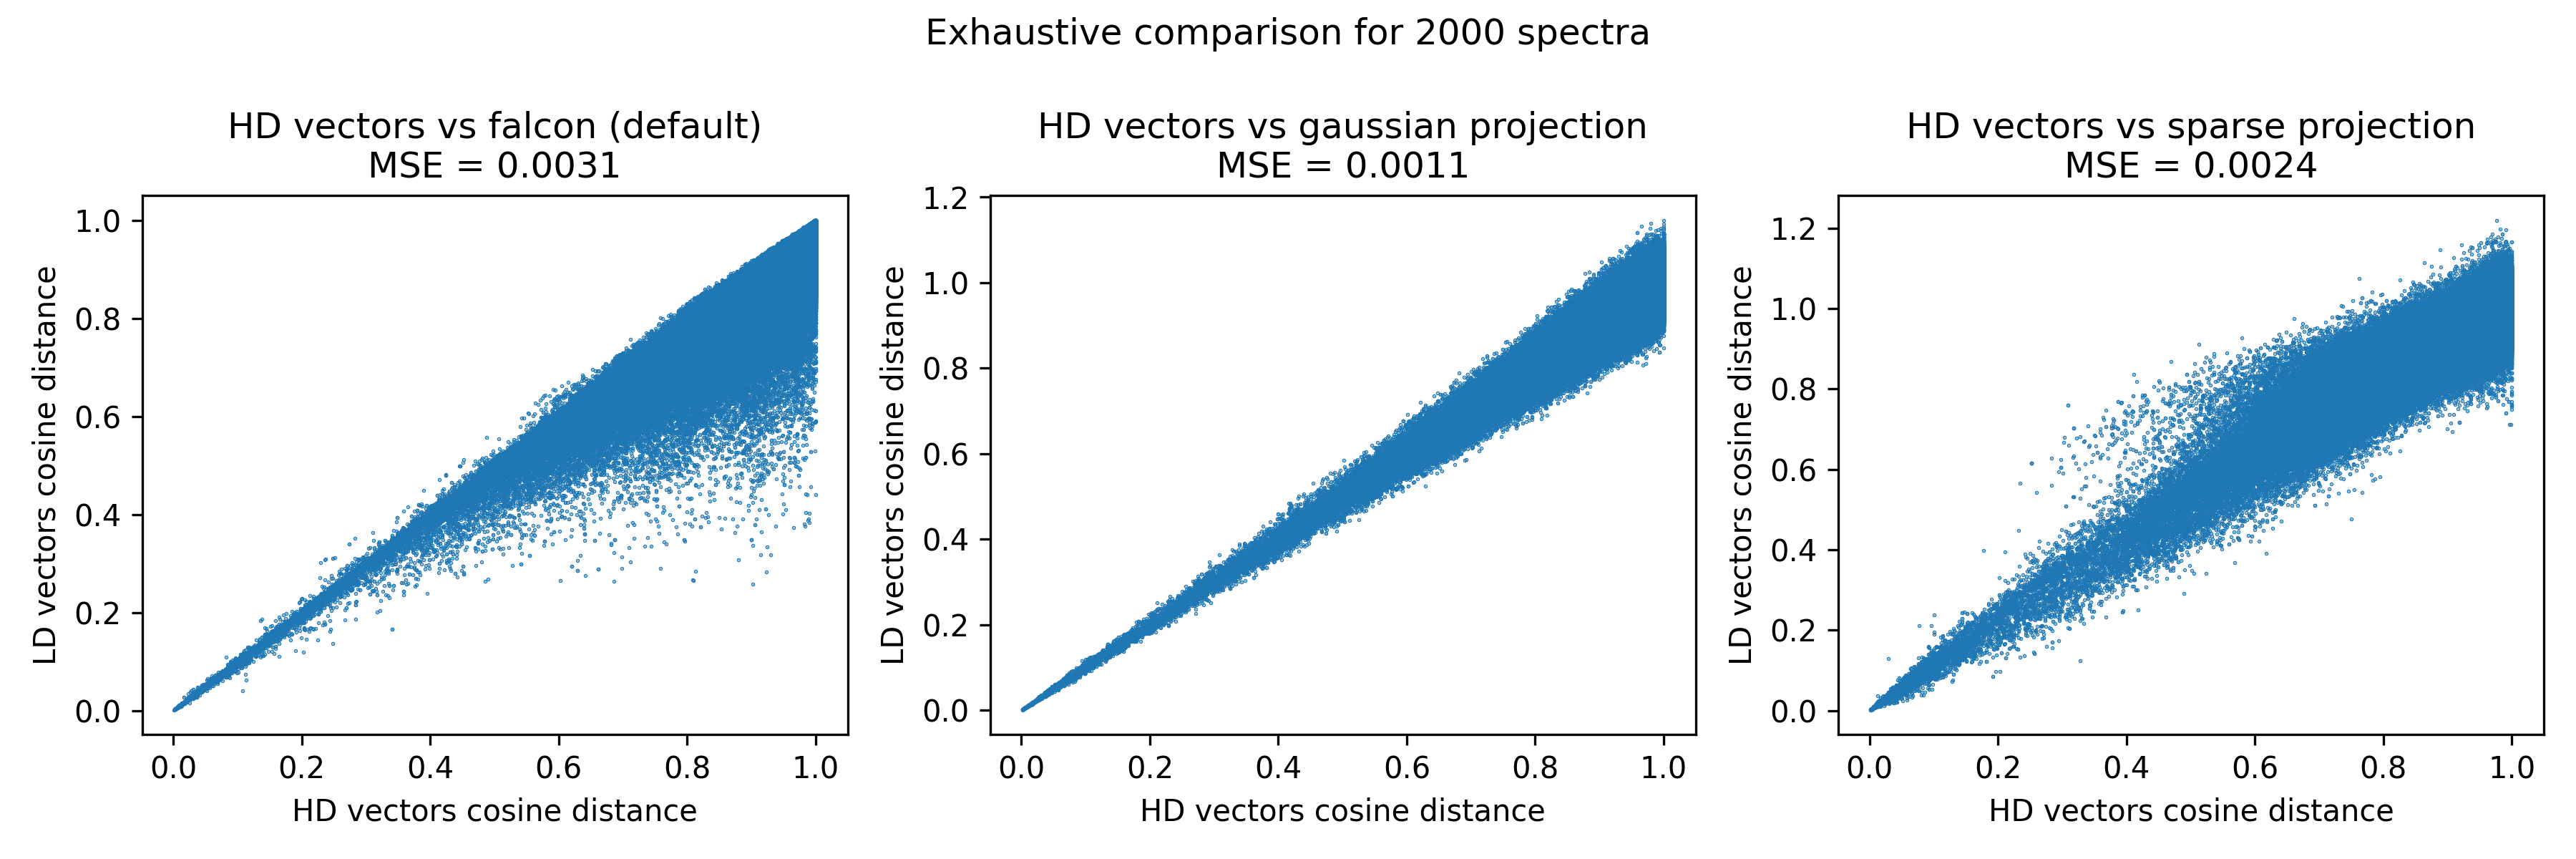 Exhaustive comparison for 2000 spectra
HD vectors vs falcon (default)
MSE = 0.0031
1.0
0.8
0.6
0.4
0.2
0.0
LD vectors cosine distance
0.0 0.2 0.4 0.6 0.8 1.0
HD vectors cosine distance
HD vectors vs gaussian projection
MSE = 0.0011
1.2
1.0
0.8
0.6
0.4
0.2
0.0
LD vectors cosine distance
0.0 0.2 0.4 0.6 0.8 1.0
HD vectors cosine distance
HD vectors vs sparse projection
MSE = 0.0024
1.2
1.0
0.8
0.6
0.4
0.2
0.0
LD vectors cosine distance
0.0 0.2 0.4 0.6 0.8 1.0
HD vectors cosine distance